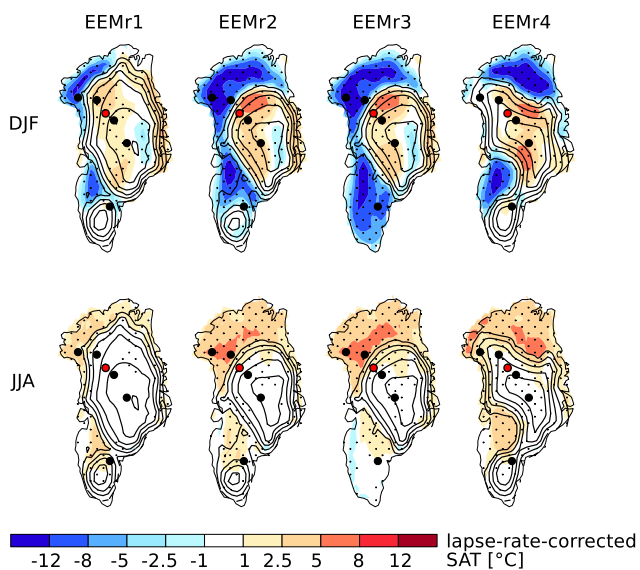 EEMr1 EEMr2 EEMr3 EEMr4
DJF
JJA
lapse-rate-corrected
-12 -8 -5 -2.5 -1 1 2.5 5 8 12 SAT [°C]